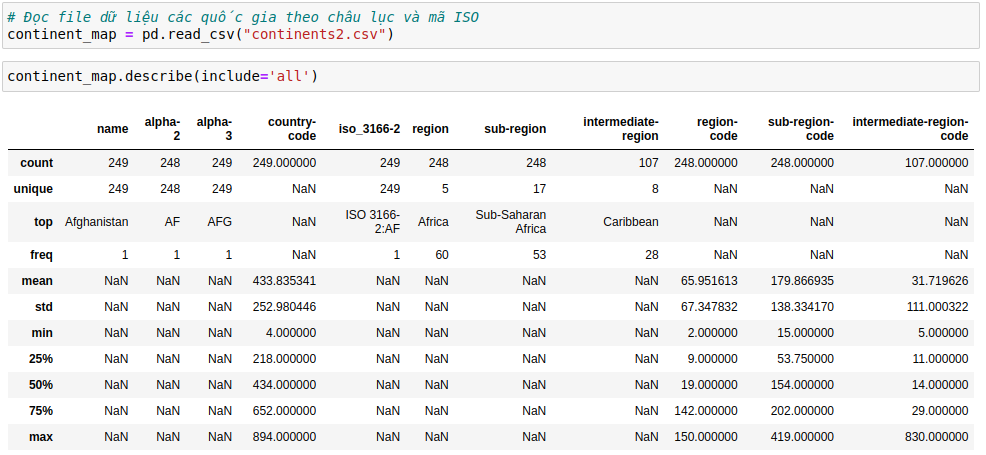 # Đọc file dữ liệu các quốc gia theo châu lục và mã ISO
continent_map = pd.read_csv("continents2.csv")
continent_map.describe(include='all')
name alpha-2 alpha-3 country-code iso_3166-2 region sub-region intermediate-region region-code sub-region-code intermediate-region-code
count 249 248 249 249.000000 249 248 248 107 248.000000 248.000000 107.000000
unique 249 248 249 NaN 249 5 17 8 NaN NaN NaN
top Afghanistan AF AFG NaN ISO 3166-2:AF Africa Sub-Saharan Africa Caribbean NaN NaN NaN
freq 1 1 1 NaN 1 60 53 28 NaN NaN NaN
mean NaN NaN NaN 433.835341 NaN NaN NaN NaN 65.951613 179.866935 31.719626
std NaN NaN NaN 252.980446 NaN NaN NaN NaN 67.347832 138.334170 111.000322
min NaN NaN NaN 4.000000 NaN NaN NaN NaN 2.000000 15.000000 5.000000
25% NaN NaN NaN 218.000000 NaN NaN NaN NaN 9.000000 53.750000 11.000000
50% NaN NaN NaN 434.000000 NaN NaN NaN NaN 19.000000 154.000000 14.000000
75% NaN NaN NaN 652.000000 NaN NaN NaN NaN 142.000000 202.000000 29.000000
max NaN NaN NaN 894.000000 NaN NaN NaN NaN 150.000000 419.000000 830.000000